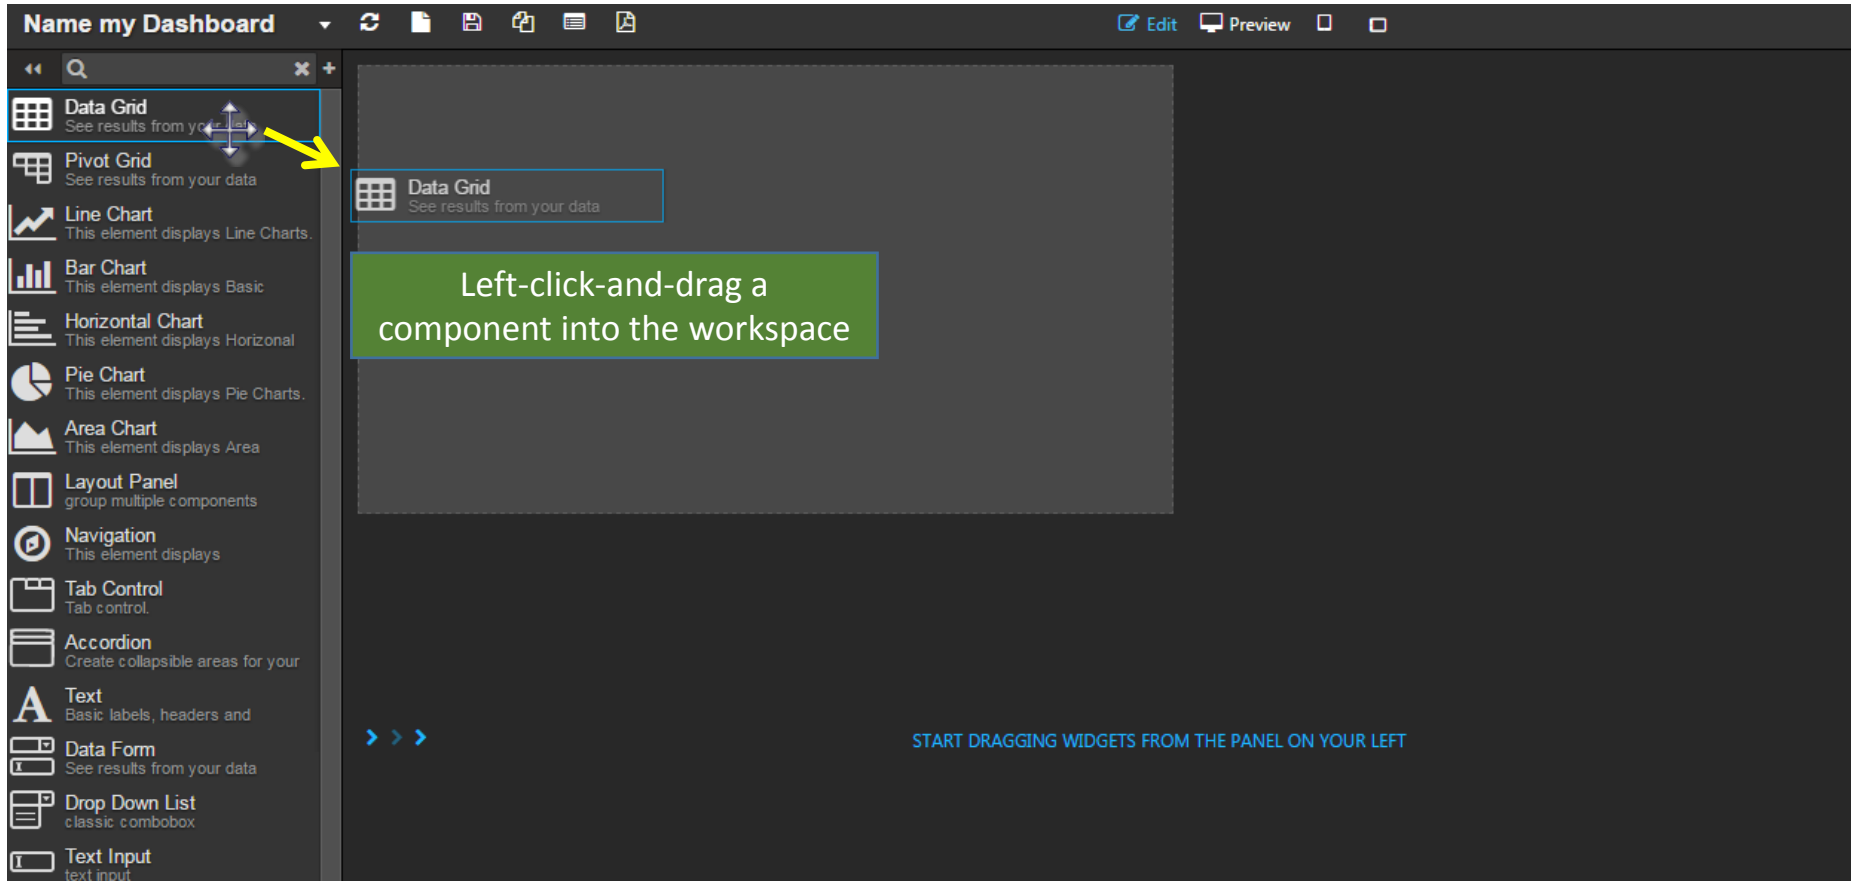 Name my Dashboard
Edit
Preview
Data Grid
See results from your data
Pivot Grid
See results from your data
Line Chart
This element displays Line Charts.
Bar Chart
This element displays Basic
Horizontal Chart
This element displays Horizonal
Pie Chart
This element displays Pie Charts.
Area Chart
This element displays Area
Layout Panel
group multiple components
Navigation
This element displays
Tab Control
Tab control.
Accordion
Create collapsible areas for your
Text
Basic labels, headers and
Data Form
See results from your data
Drop Down List
classic combobox
Text Input
text input
Data Grid
See results from your data
Left-click-and-drag a
component into the workspace
START DRAGGING WIDGETS FROM THE PANEL ON YOUR LEFT